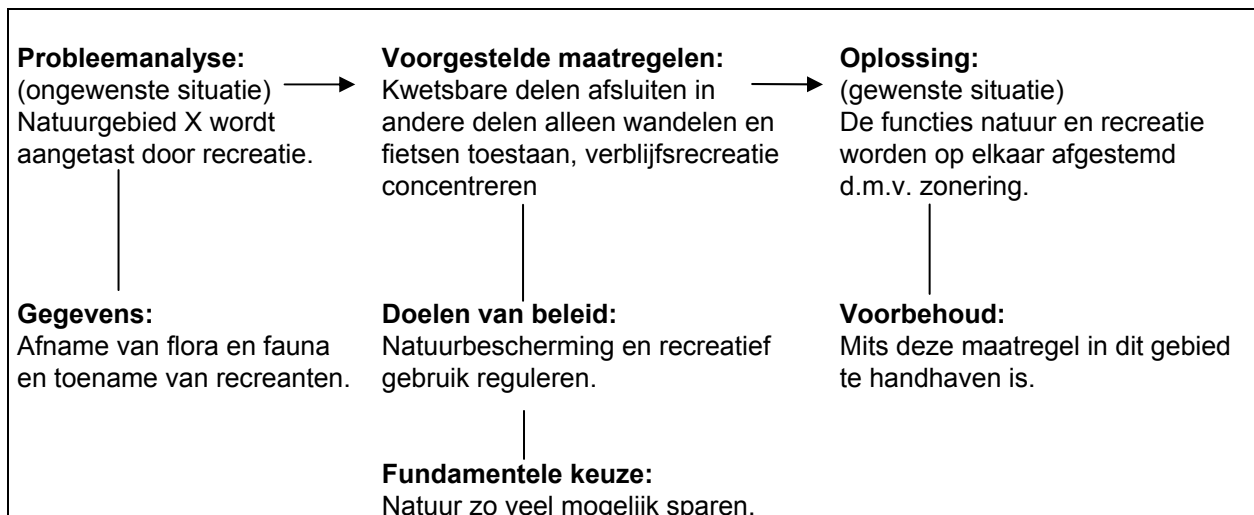 Probleemanalyse:
(ongewenste situatie)
Natuurgebied X wordt
aangetast door recreatie.
Voorgestelde maatregelen:
Kwetsbare delen afsluiten in
andere delen alleen wandelen en
fietsen toestaan, verblijfsrecreatie
concentreren
Oplossing:
(gewenste situatie)
De functies natuur en recreatie
worden op elkaar afgestemd
d.m.v. zonering.
Gegevens:
Afname van flora en fauna
en toename van recreanten.
Doelen van beleid:
Natuurbescherming en recreatief
gebruik reguleren.
Voorbehoud:
Mits deze maatregel in dit gebied
te handhaven is.
Fundamentele keuze:
Natuur zo veel mogelijk sparen.